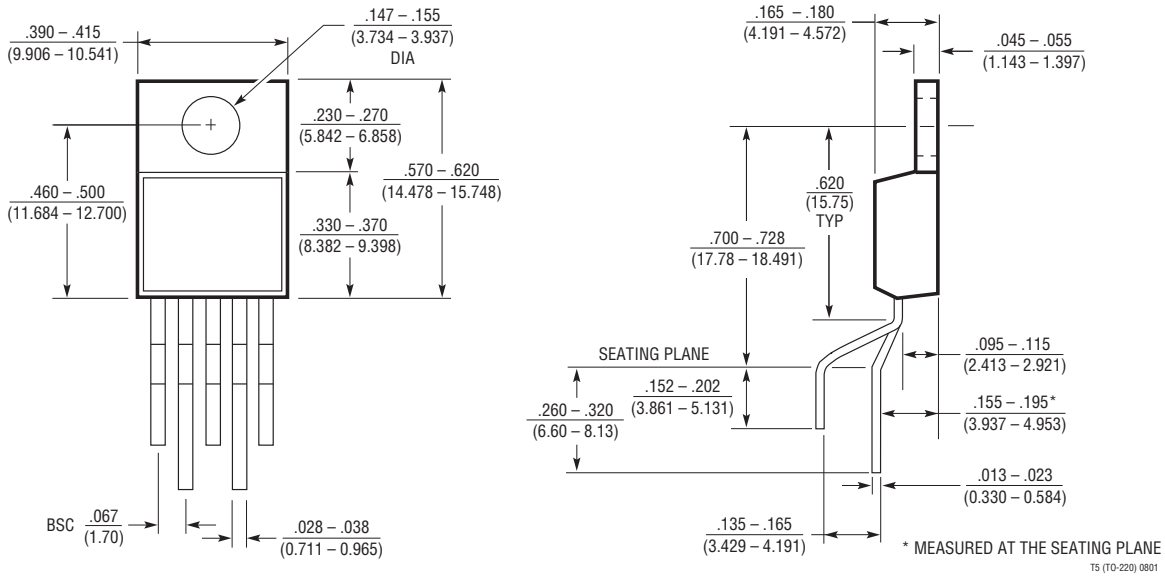 .390 – .415
(9.906 – 10.541)
.147 – .155
(3.734 – 3.937)
DIA
.230 – .270
(5.842 – 6.858)
.570 – .620
(14.478 – 15.748)
.460 – .500
(11.684 – 12.700)
.330 – .370
(8.382 – 9.398)
BSC
.067
(1.70)
.028 – .038
(0.711 – 0.965)
.165 – .180
(4.191 – 4.572)
.045 – .055
(1.143 – 1.397)
.620
(15.75)
TYP
.700 – .728
(17.78 – 18.491)
SEATING PLANE
.152 – .202
(3.861 – 5.131)
.260 – .320
(6.60 – 8.13)
.095 – .115
(2.413 – 2.921)
.155 – .195*
(3.937 – 4.953)
.013 – .023
(0.330 – 0.584)
.135 – .165
(3.429 – 4.191)
* MEASURED AT THE SEATING PLANE
T5 (TO-220) 0801